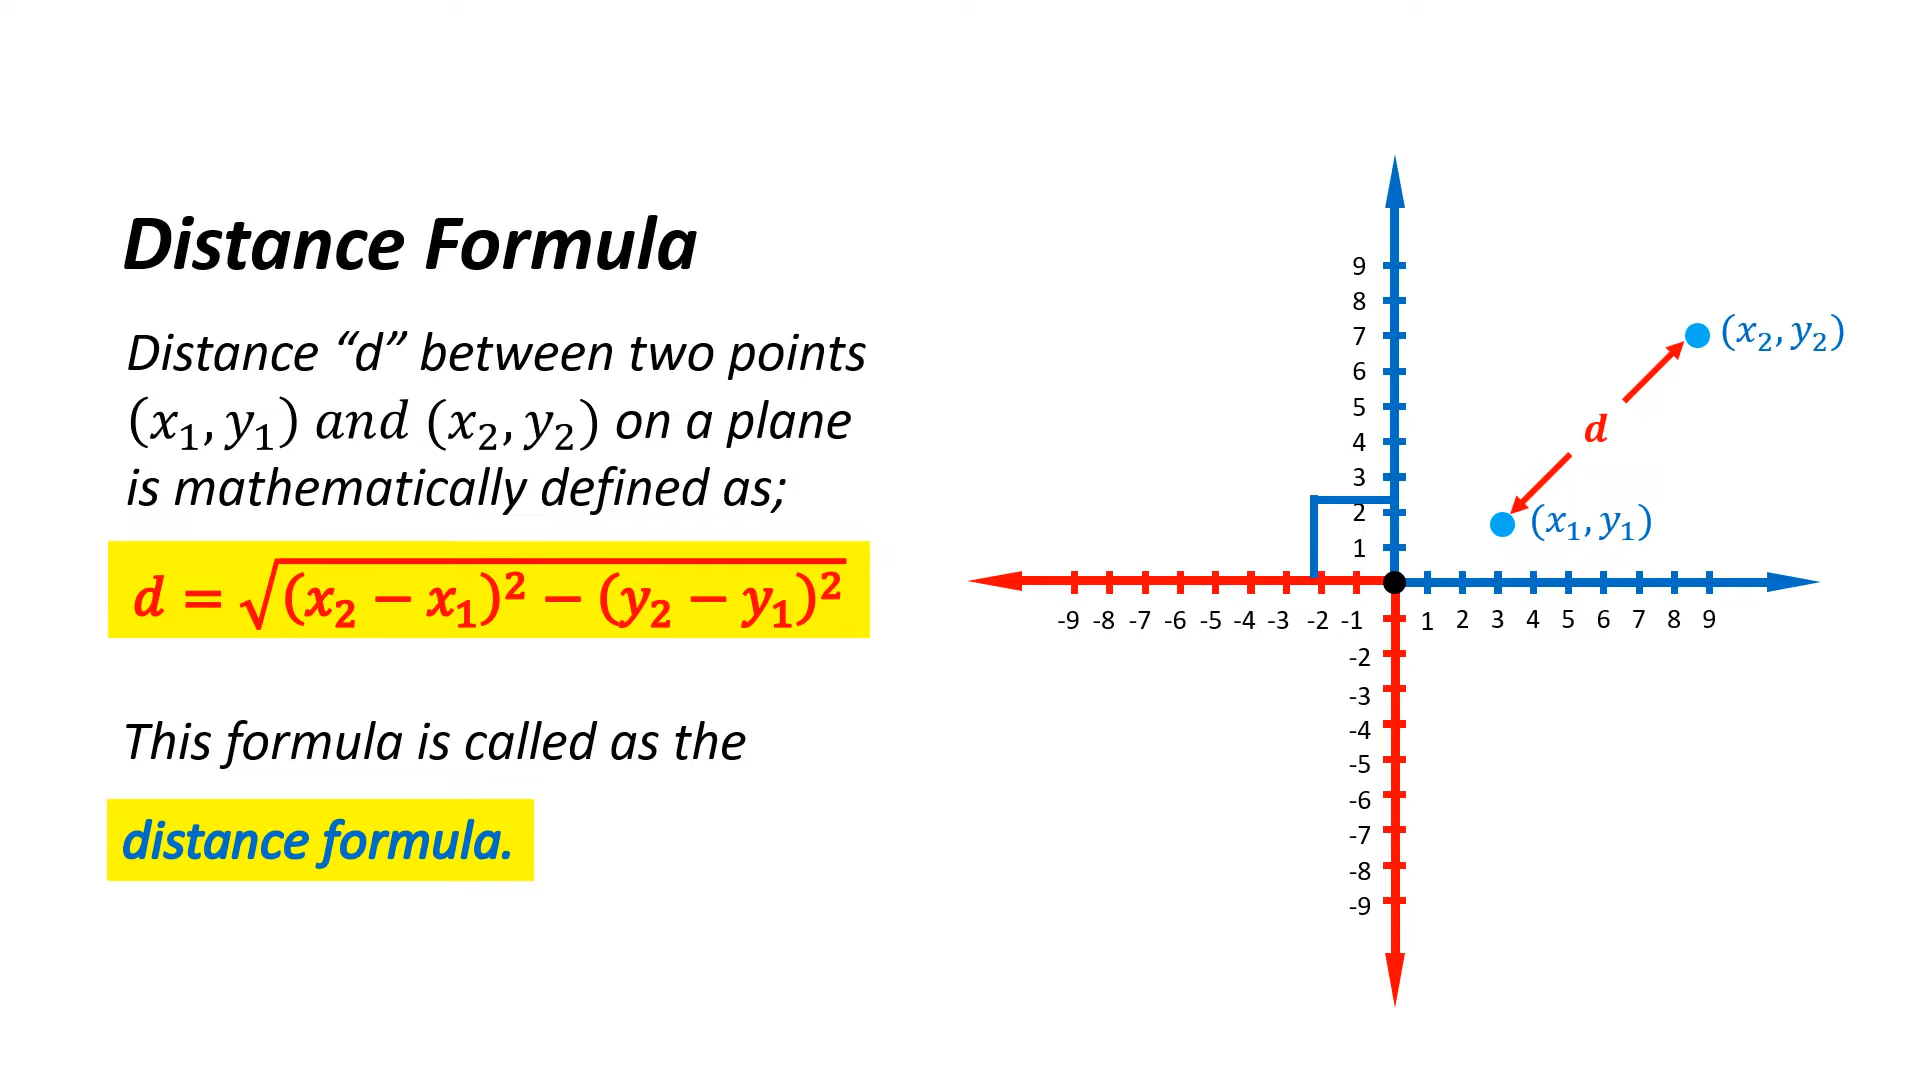 Distance Formula
Distance “d” between two points
(x₁, y₁) and (x₂, y₂) on a plane
is mathematically defined as;
d = √(x₂ − x₁)² − (y₂ − y₁)²
This formula is called as the
distance formula.
9
8
7
6
5
4
3
2
1
(x₂, y₂)
d
(x₁, y₁)
-9 -8 -7 -6 -5 -4 -3 -2 -1 1 2 3 4 5 6 7 8 9
-2
-3
-4
-5
-6
-7
-8
-9